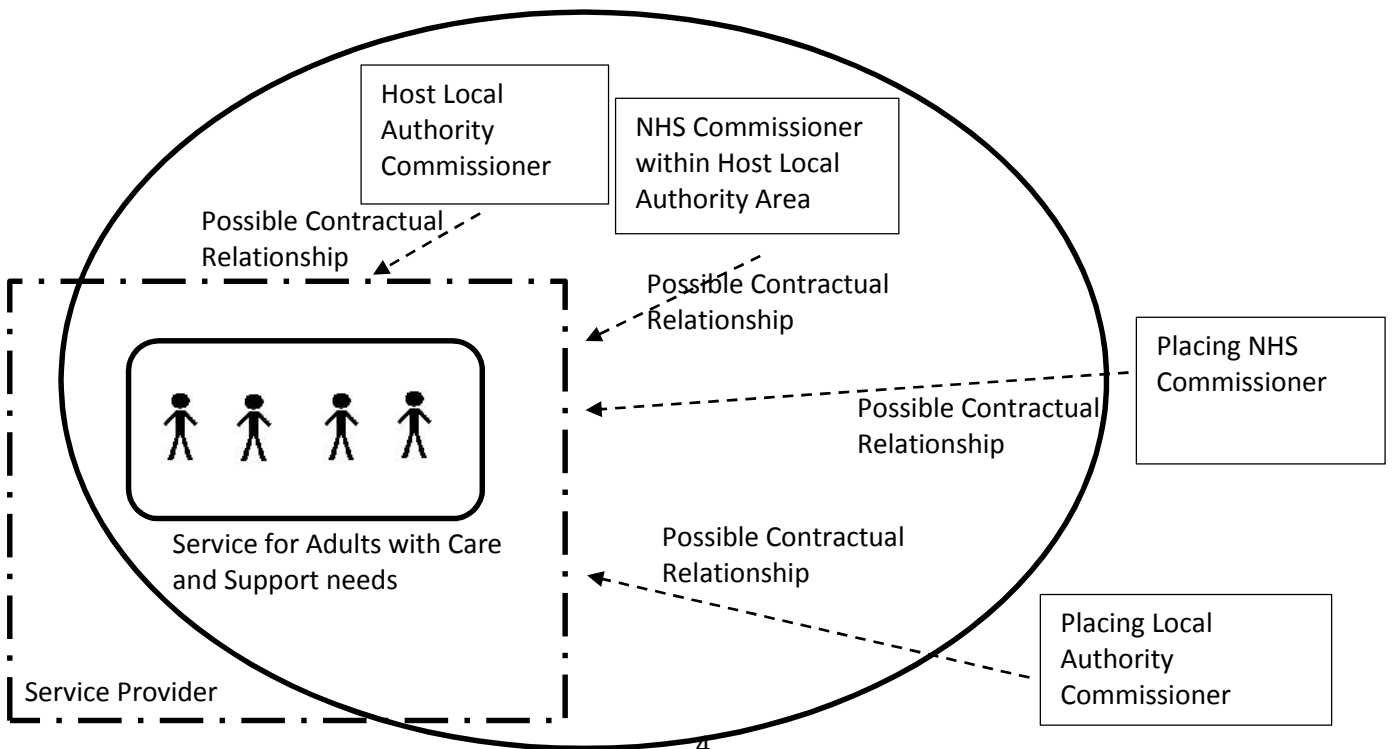 Host Local
Authority
Commissioner
NHS Commissioner
within Host Local
Authority Area
Possible Contractual
Relationship
Possible Contractual
Relationship
Placing NHS
Commissioner
Possible Contractual
Relationship
Service for Adults with Care
and Support needs
Possible Contractual
Relationship
Placing Local
Authority
Commissioner
Service Provider
4